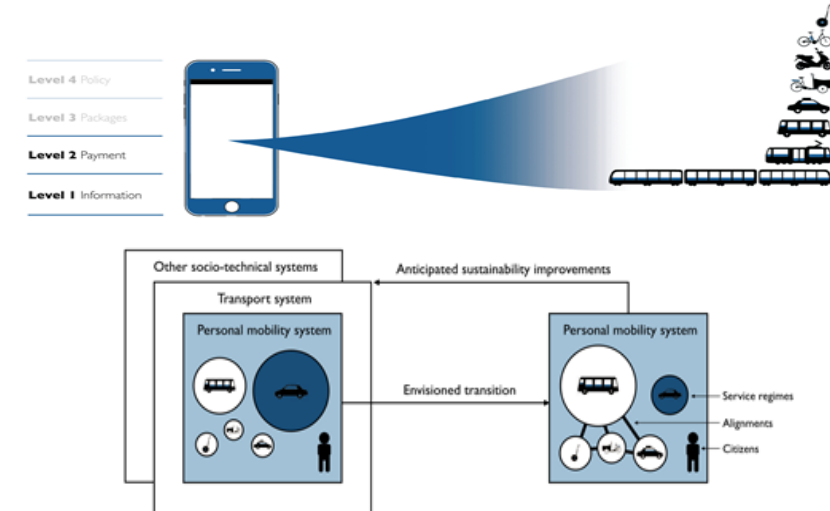 Level 4 Policy
Level 3 Packages
Level 2 Payment
Level 1 Information
Other socio-technical systems
Anticipated sustainability improvements
Transport system
Personal mobility system
Personal mobility system
Envisioned transition
Service regimes
Alignments
Citizens